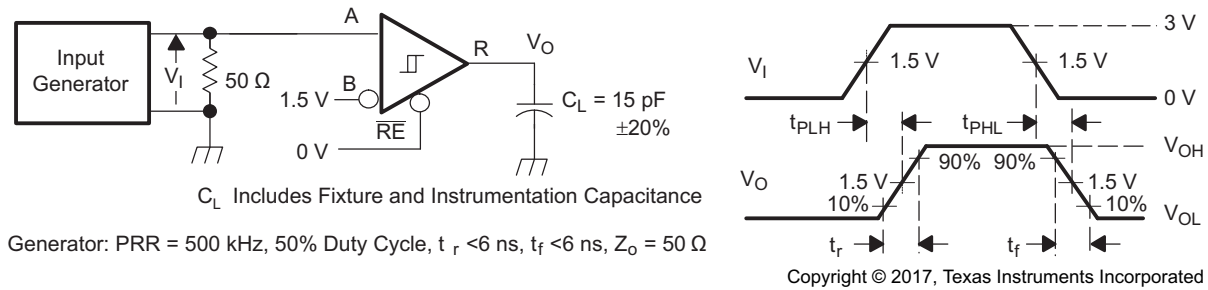 Input
Generator
V_I
50 Ω
A
B
1.5 V
RE
0 V
R
V_O
C_L = 15 pF
±20%
C_L Includes Fixture and Instrumentation Capacitance
Generator: PRR = 500 kHz, 50% Duty Cycle, t_r <6 ns, t_f <6 ns, Z_o = 50 Ω
3 V
V_I
1.5 V
1.5 V
0 V
t_PLH
t_PHL
V_OH
90%
90%
V_O
1.5 V
1.5 V
10%
10%
V_OL
t_r
t_f
Copyright © 2017, Texas Instruments Incorporated